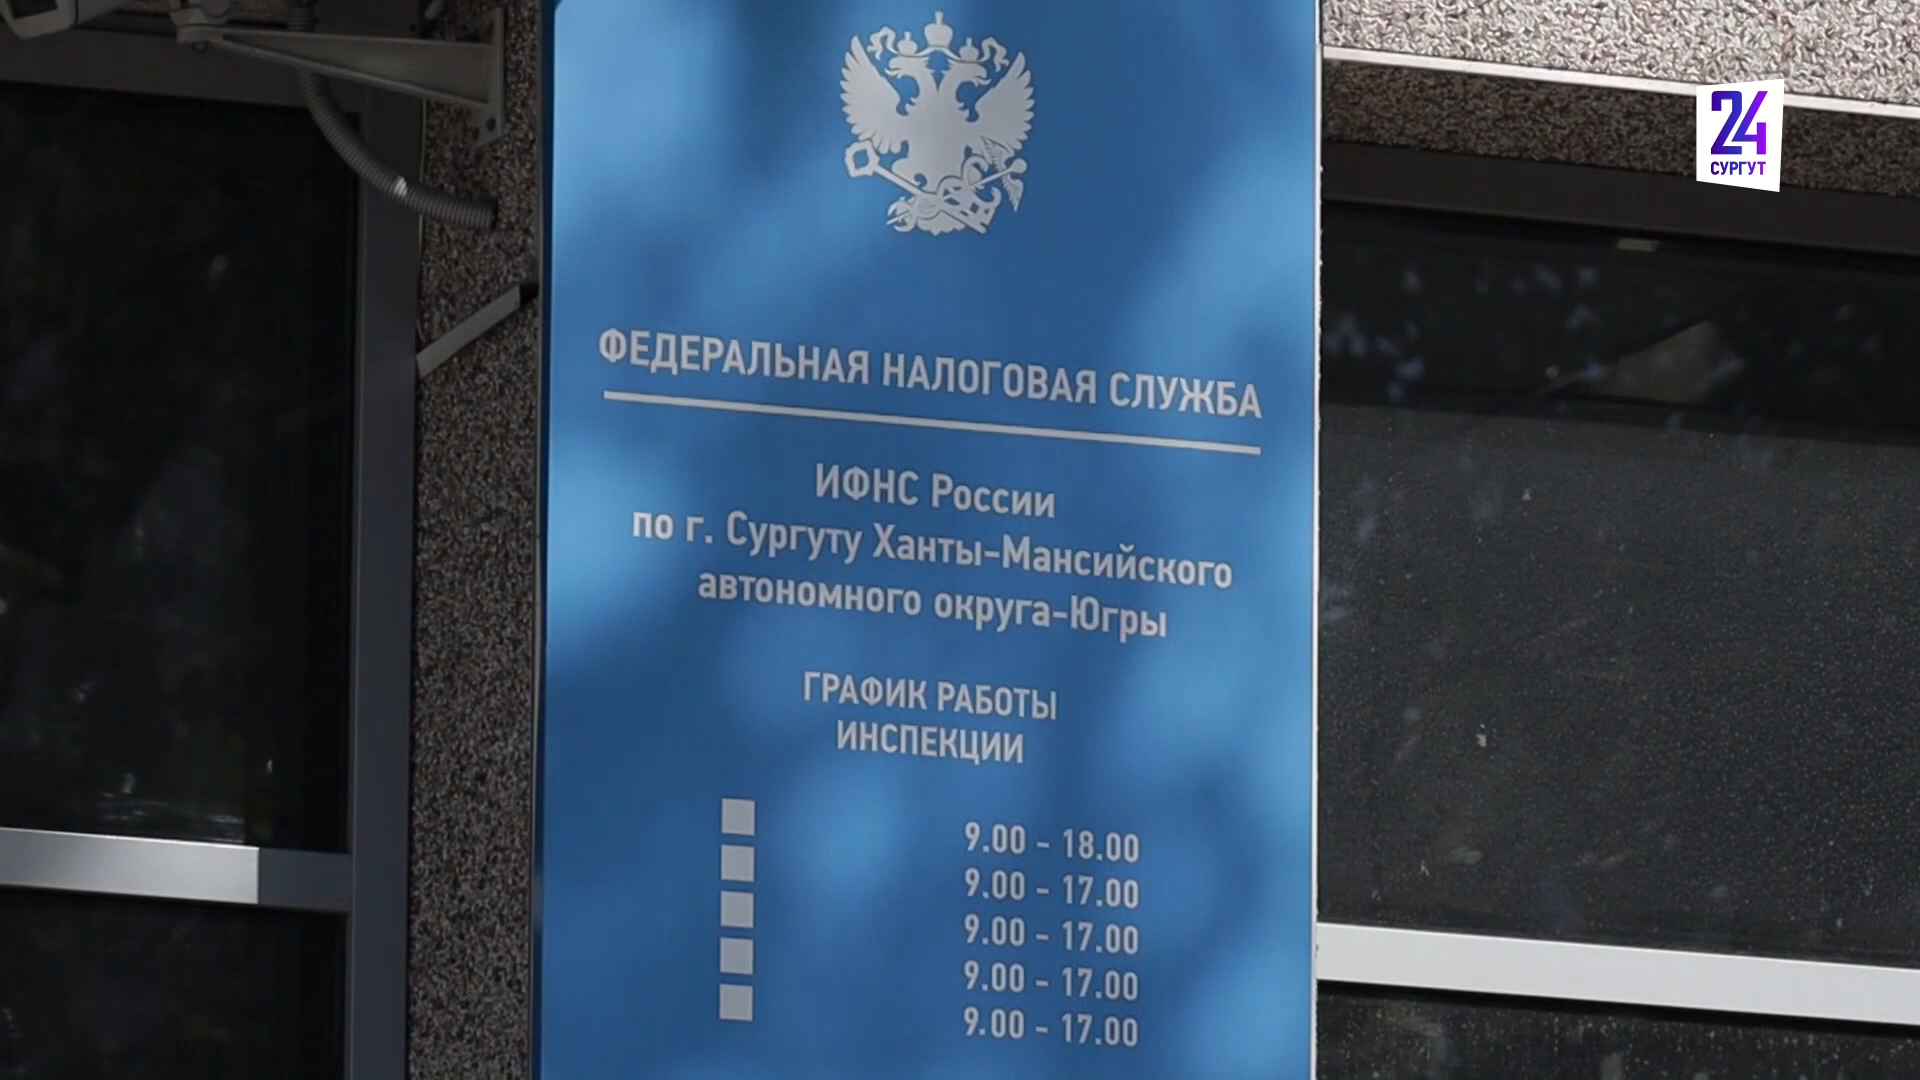 24
СУРГУТ
ФЕДЕРАЛЬНАЯ НАЛОГОВАЯ СЛУЖБА
ИФНС России
по г. Сургуту Ханты-Мансийского
автономного округа-Югры
ГРАФИК РАБОТЫ
ИНСПЕКЦИИ
9.00 - 18.00
9.00 - 17.00
9.00 - 17.00
9.00 - 17.00
9.00 - 17.00